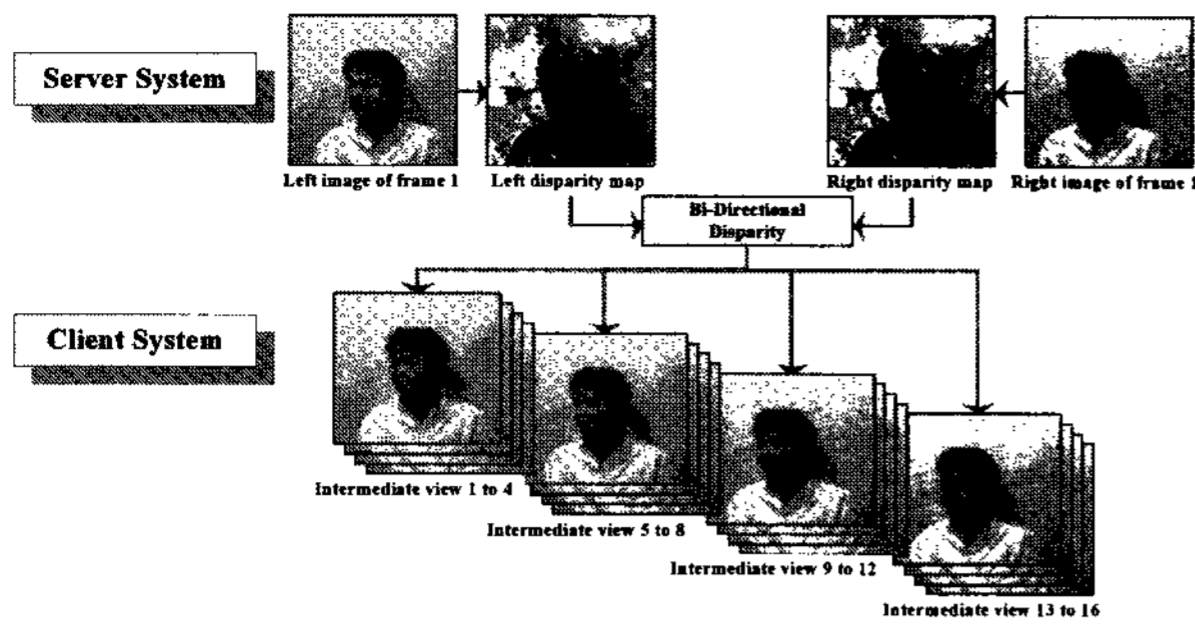 Server System
Left image of frame 1
Left disparity map
Right disparity map
Right image of frame 1
Bi-Directional
Disparity
Client System
Intermediate view 1 to 4
Intermediate view 5 to 8
Intermediate view 9 to 12
Intermediate view 13 to 16